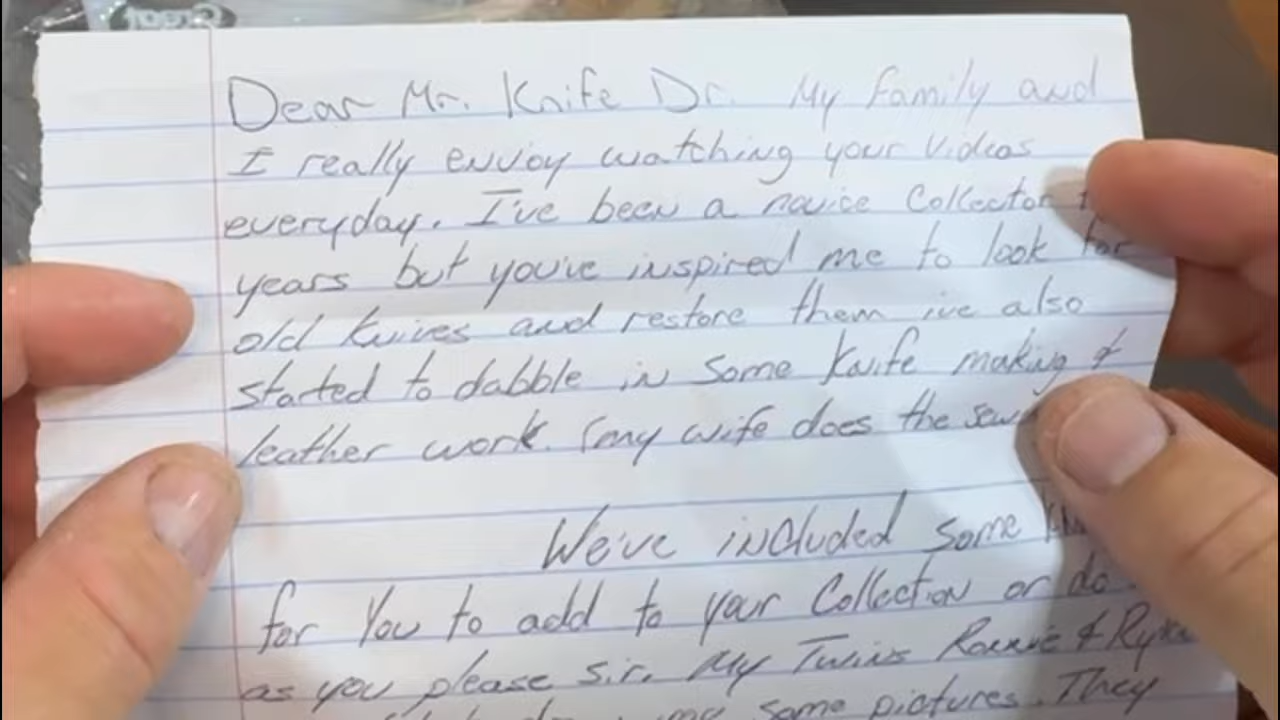 Great
Dear Mr. Knife Dr. My family and
I really enjoy watching your videos
everyday. I've been a novice collector
years but you've inspired me to look for
old knives and restore them ive also
started to dabble in some knife making &
leather work. (my wife does the
We've included some
for You to add to your Collection or do
as you please sir. My Twins &
some pictures. They